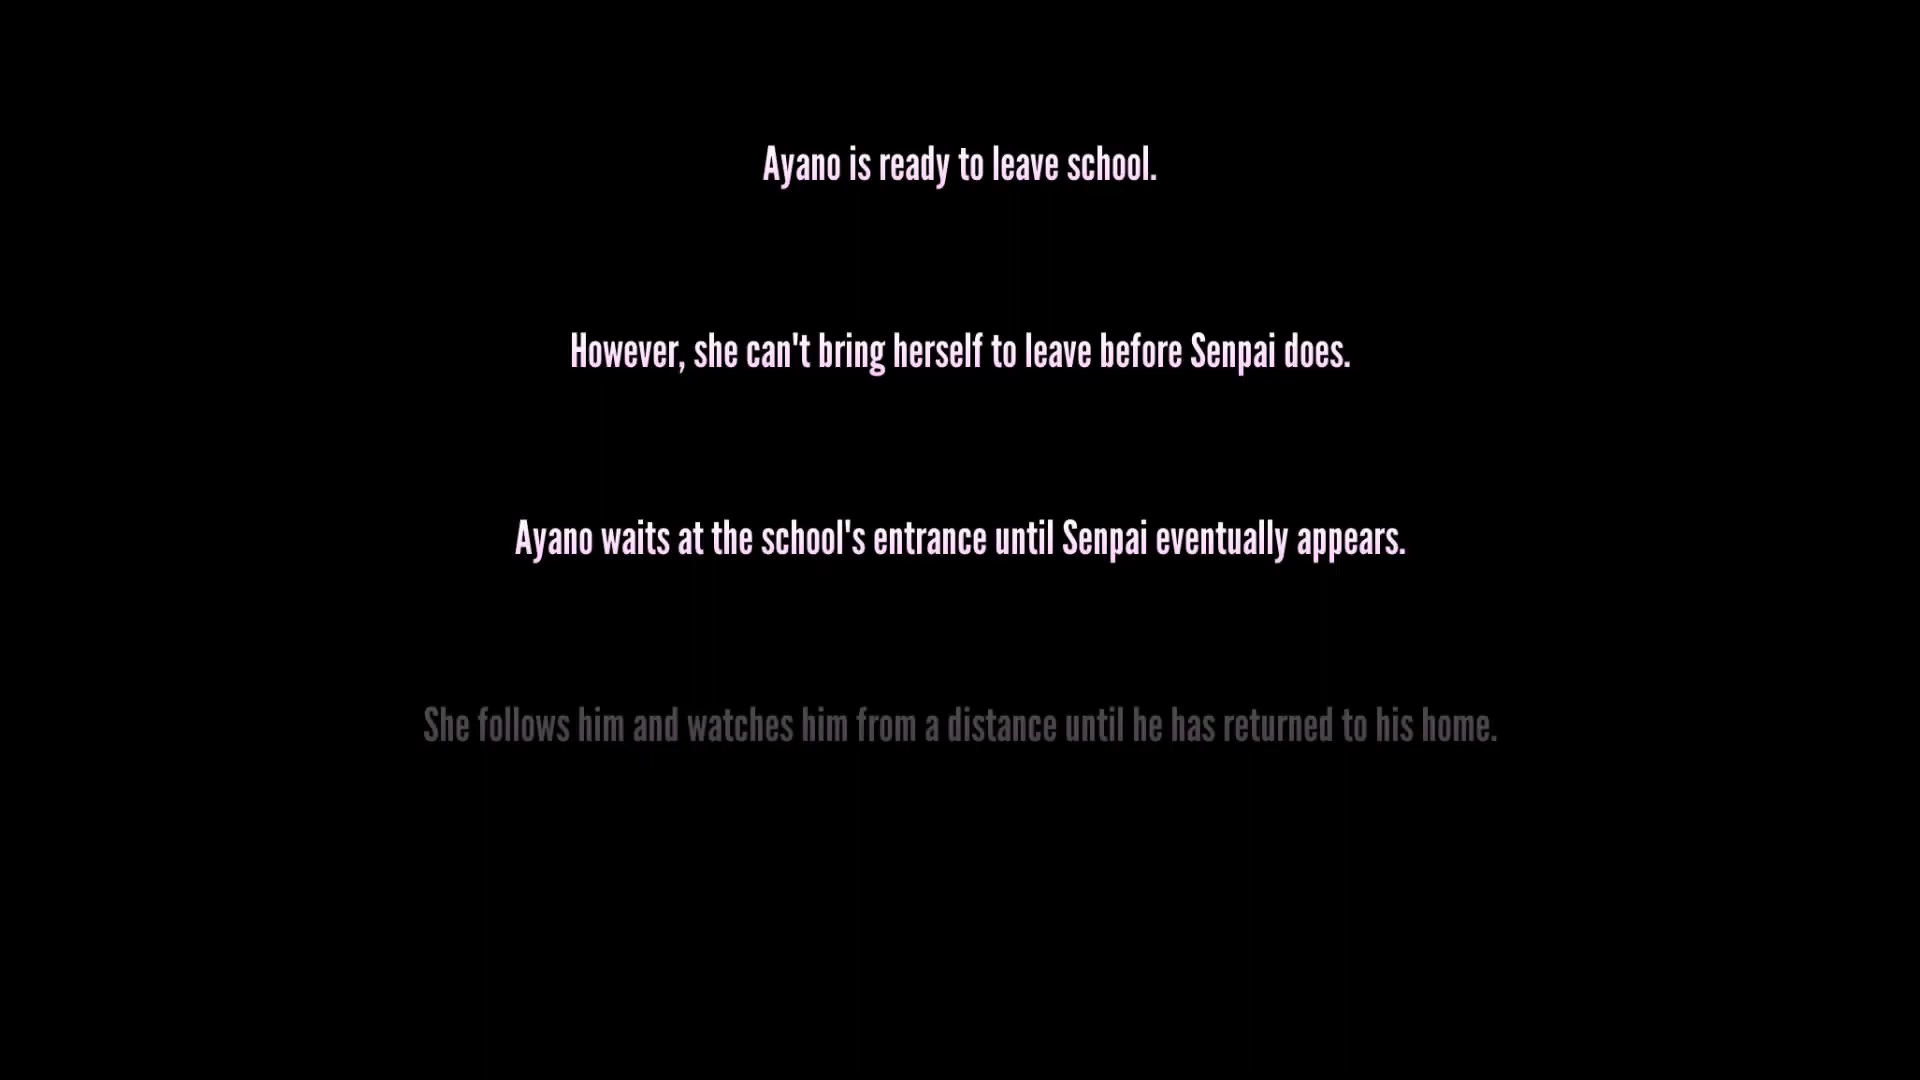 Ayano is ready to leave school.
However, she can't bring herself to leave before Senpai does.
Ayano waits at the school's entrance until Senpai eventually appears.
She follows him and watches him from a distance until he has returned to his home.